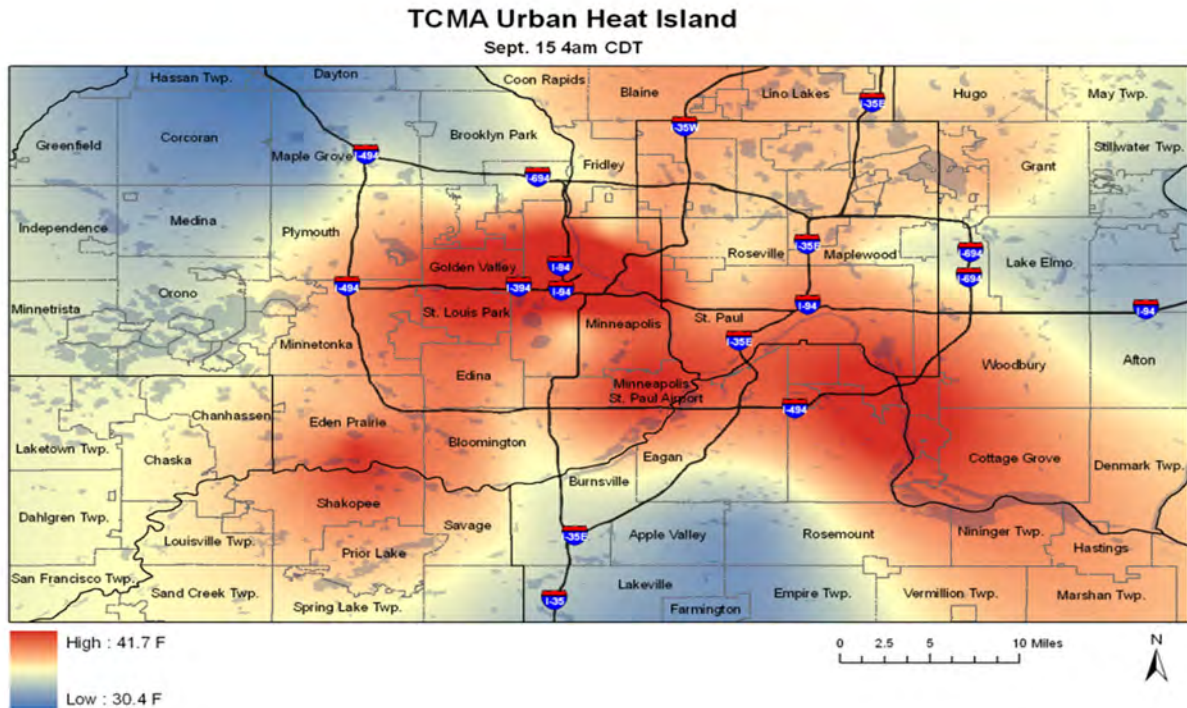 TCMA Urban Heat Island
Sept. 15 4am CDT
Hassan Twp.
Dayton
Coon Rapids
Blaine
Lino Lakes
I-35E
Hugo
May Twp.
I-35W
Greenfield
Corcoran
Brooklyn Park
Maple Grove
I-494
Fridley
Grant
Stillwater Twp.
I-694
Independence
Medina
Plymouth
Roseville
I-35E
Maplewood
I-694
Lake Elmo
Golden Valley
I-94
I-694
Minnetrista
Orono
I-494
I-394
I-94
I-94
I-94
St. Louis Park
Minneapolis
St. Paul
Minnetonka
I-35E
Woodbury
Afton
Edina
Minneapolis
St. Paul Airport
Chanhassen
Eden Prairie
I-494
Laketown Twp.
Chaska
Bloomington
Eagan
Cottage Grove
Denmark Twp.
Burnsville
Shakopee
Dahlgren Twp.
Louisville Twp.
Savage
I-35E
Apple Valley
Rosemount
Nininger Twp.
Hastings
Prior Lake
San Francisco Twp.
Sand Creek Twp.
Spring Lake Twp.
I-35
Lakeville
Farmington
Empire Twp.
Vermillion Twp.
Marshan Twp.
High : 41.7 F
Low : 30.4 F
0 2.5 5 10 Miles
N